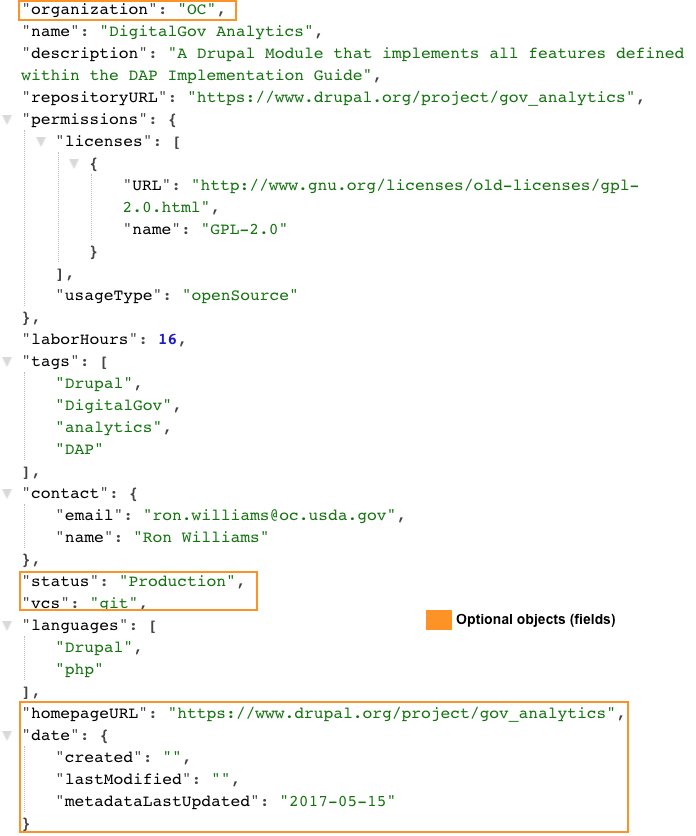 "organization": "OC",
"name": "DigitalGov Analytics",
"description": "A Drupal Module that implements all features defined
within the DAP Implementation Guide",
"repositoryURL": "https://www.drupal.org/project/gov_analytics",
"permissions": {
"licenses": [
{
"URL": "http://www.gnu.org/licenses/old-licenses/gpl-
2.0.html",
"name": "GPL-2.0"
}
],
"usageType": "openSource"
},
"laborHours": 16,
"tags": [
"Drupal",
"DigitalGov",
"analytics",
"DAP"
],
"contact": {
"email": "ron.williams@oc.usda.gov",
"name": "Ron Williams"
},
"status": "Production",
"vcs": "git",
Optional objects (fields)
"languages": [
"Drupal",
"php"
],
"homepageURL": "https://www.drupal.org/project/gov_analytics",
"date": {
"created": "",
"lastModified": "",
"metadataLastUpdated": "2017-05-15"
}